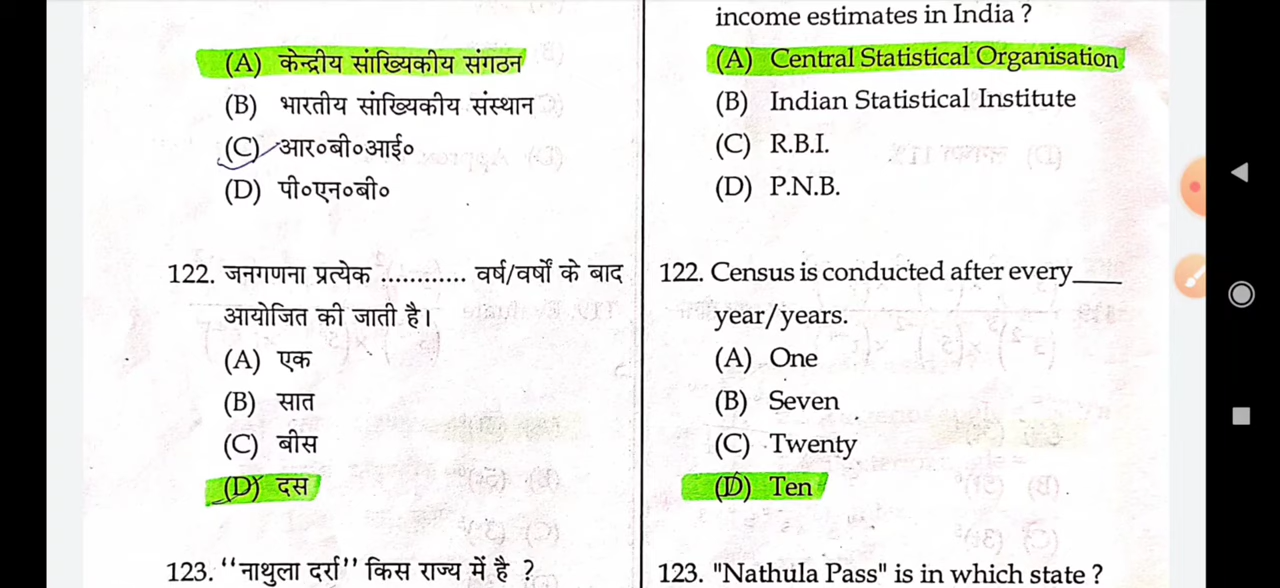 (A) केन्द्रीय सांख्यिकीय संगठन
(B) भारतीय सांख्यिकीय संस्थान
(C) आर०बी०आई०
(D) पी०एन०बी०
122. जनगणना प्रत्येक ............ वर्ष/वर्षों के बाद
आयोजित की जाती है।
(A) एक
(B) सात
(C) बीस
(D) दस
123. “नाथुला दर्रा” किस राज्य में है ?
income estimates in India ?
(A) Central Statistical Organisation
(B) Indian Statistical Institute
(C) R.B.I.
(D) P.N.B.
122. Census is conducted after every____
year/years.
(A) One
(B) Seven
(C) Twenty
(D) Ten
123. "Nathula Pass" is in which state ?